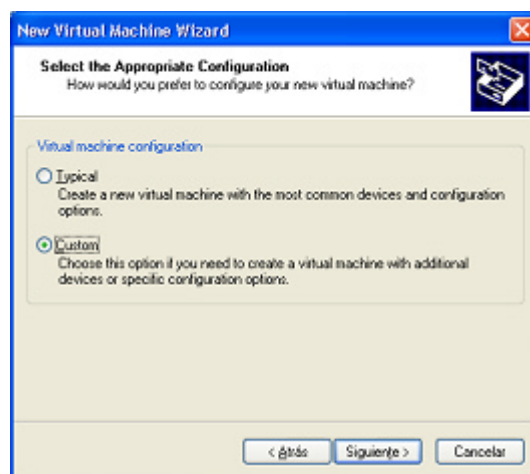 New Virtual Machine Wizard
Select the Appropriate Configuration
How would you prefer to configure your new virtual machine?
Virtual machine configuration
Typical
Create a new virtual machine with the most common devices and configuration
options.
Custom
Choose this option if you need to create a virtual machine with additional
devices or specific configuration options.
< Atrás Siguiente > Cancelar